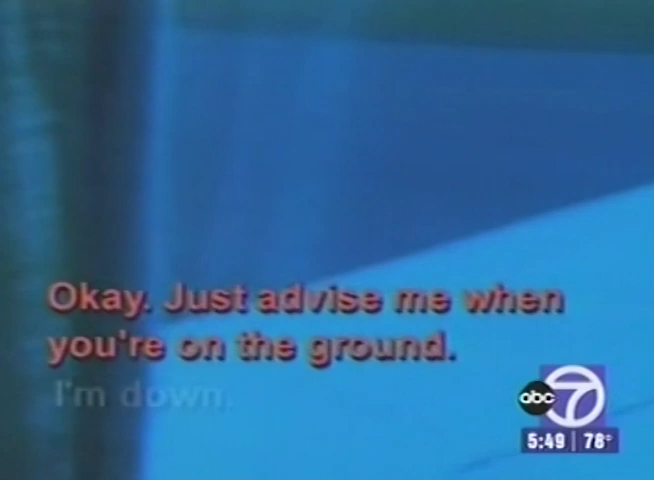 Okay. Just advise me when
you're on the ground.
I'm down.
abc 7
5:49 78°